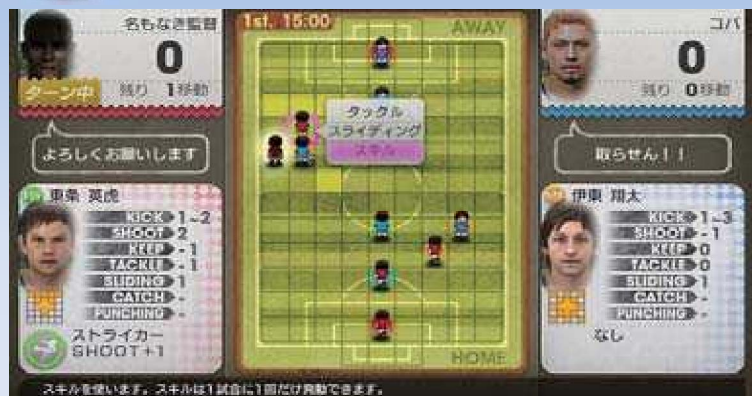 名もなき監督
0
ターン中
残り 1移動
よろしくお願いします
東条 英虎
KICK 1~2
SHOOT 2
KEEP -1
TACKLE -1
SLIDING 1
CATCH -
PUNCHING -
ストライカー
SHOOT+1
1st. 15:00
AWAY
タックル
スライディング
スキル
HOME
コバ
0
残り 0移動
取らせん!!
伊東 翔太
KICK 1~3
SHOOT -1
KEEP 0
TACKLE 0
SLIDING 1
CATCH -
PUNCHING -
なし
スキルを使います。スキルは1試合に1回だけ発動できます。